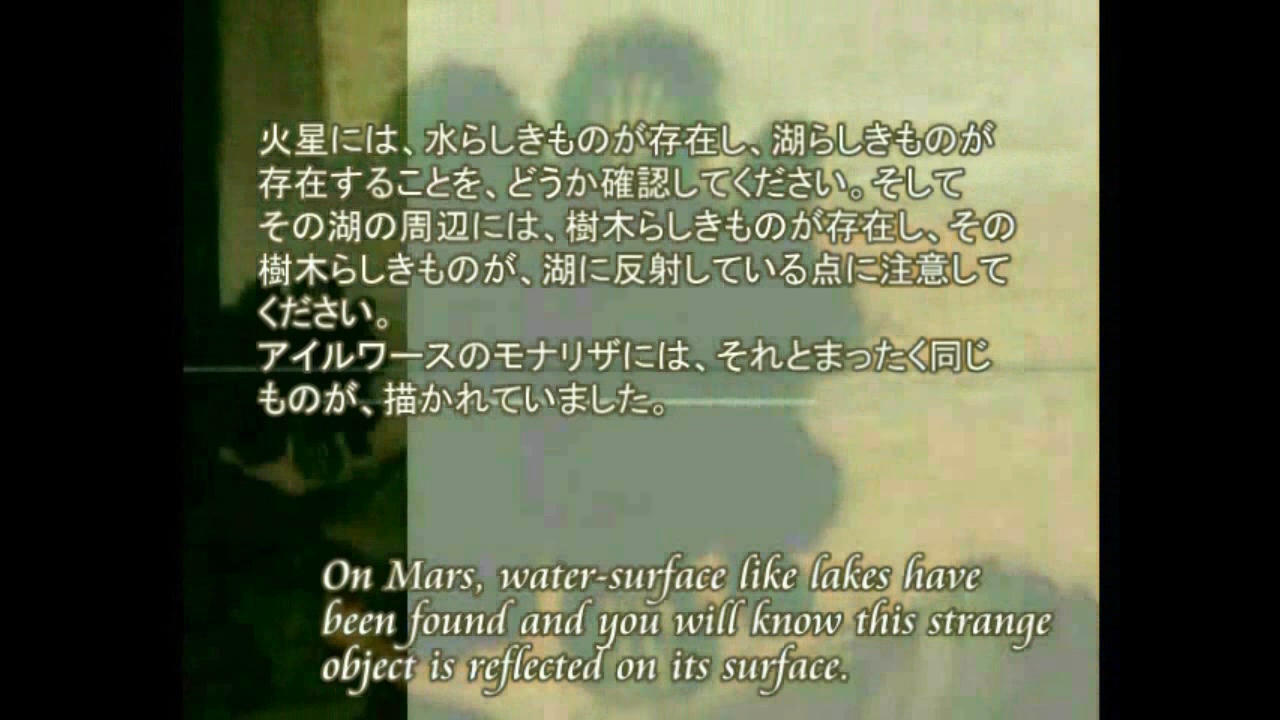 火星には、水らしきものが存在し、湖らしきものが
存在することを、どうか確認してください。そして
その湖の周辺には、樹木らしきものが存在し、その
樹木らしきものが、湖に反射している点に注意して
ください。
アイルワースのモナリザには、それとまったく同じ
ものが、描かれていました。
On Mars, water-surface like lakes have
been found and you will know this strange
object is reflected on its surface.